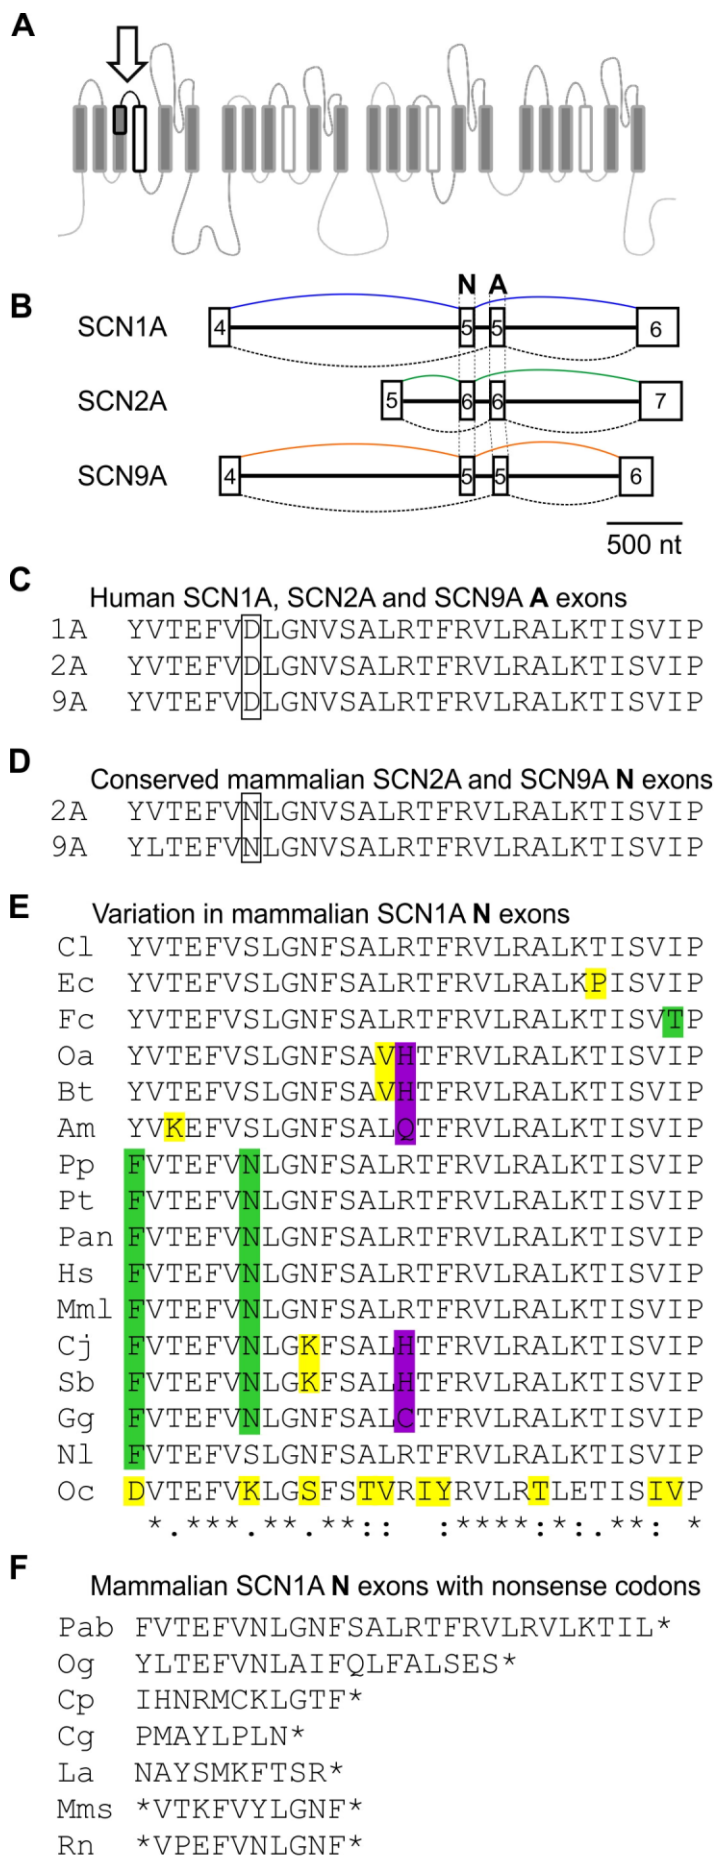 A
B
N A
SCN1A 4 5 5 6
SCN2A 5 6 6 7
SCN9A 4 5 5 6
500 nt
C
Human SCN1A, SCN2A and SCN9A A exons
1A YVTEFVDLGNVSALRTFRVLRALKTISVIP
2A YVTEFVDLGNVSALRTFRVLRALKTISVIP
9A YVTEFVDLGNVSALRTFRVLRALKTISVIP
D
Conserved mammalian SCN2A and SCN9A N exons
2A YVTEFVNLGNVSALRTFRVLRALKTISVIP
9A YLTEFVNLGNVSALRTFRVLRALKTISVIP
E
Variation in mammalian SCN1A N exons
Cl YVTEFVSLGNFSALRTFRVLRALKTISVIP
Ec YVTEFVSLGNFSALRTFRVLRALKPISVIP
Fc YVTEFVSLGNFSALRTFRVLRALKTISVTP
Oa YVTEFVSLGNFSAVHTFRVLRALKTISVIP
Bt YVTEFVSLGNFSAVHTFRVLRALKTISVIP
Am YVKEFVSLGNFSALQTFRVLRALKTISVIP
Pp FVTEFVNLGNFSALRTFRVLRALKTISVIP
Pt FVTEFVNLGNFSALRTFRVLRALKTISVIP
Pan FVTEFVNLGNFSALRTFRVLRALKTISVIP
Hs FVTEFVNLGNFSALRTFRVLRALKTISVIP
Mml FVTEFVNLGNFSALRTFRVLRALKTISVIP
Cj FVTEFVNLGKFSALHTFRVLRALKTISVIP
Sb FVTEFVNLGKFSALHTFRVLRALKTISVIP
Gg FVTEFVNLGNFSALCTFRVLRALKTISVIP
Nl FVTEFVSLGNFSALRTFRVLRALKTISVIP
Oc DVTEFVKLGSFSTVRIYRVLRTLETISIVP
*.***.**.**:: :****:*:.**: *
F
Mammalian SCN1A N exons with nonsense codons
Pab FVTEFVNLGNFSALRTFRVLRVLKTIL*
Og YLTEFVNLAIFQLFALSES*
Cp IHNRMCKLGTF*
Cg PMAYLPLN*
La NAYSMKFTSR*
Mms *VTKFVYLGNF*
Rn *VPEFVNLGNF*